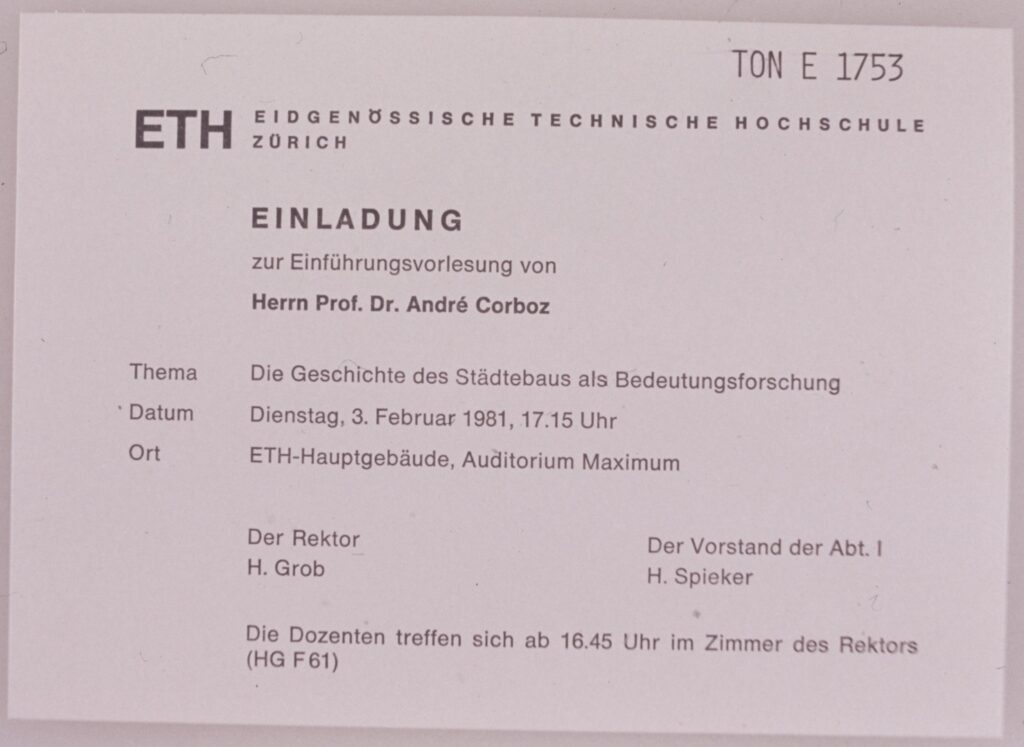 TON E 1753
ETH EIDGENÖSSISCHE TECHNISCHE HOCHSCHULE
ZÜRICH
EINLADUNG
zur Einführungsvorlesung von
Herrn Prof. Dr. André Corboz
Thema Die Geschichte des Städtebaus als Bedeutungsforschung
Datum Dienstag, 3. Februar 1981, 17.15 Uhr
Ort ETH-Hauptgebäude, Auditorium Maximum
Der Rektor Der Vorstand der Abt. I
H. Grob H. Spieker
Die Dozenten treffen sich ab 16.45 Uhr im Zimmer des Rektors
(HG F 61)